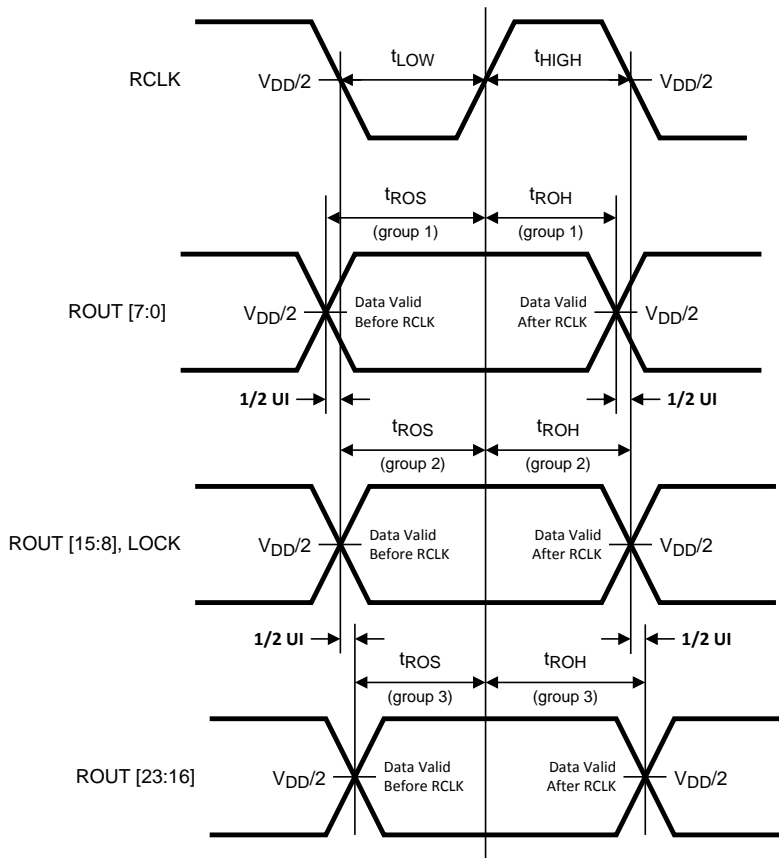 tLOW tHIGH
RCLK VDD/2 VDD/2
tROS tROH
(group 1) (group 1)
ROUT [7:0] VDD/2 Data Valid Before RCLK Data Valid After RCLK VDD/2
1/2 UI 1/2 UI
tROS tROH
(group 2) (group 2)
ROUT [15:8], LOCK VDD/2 Data Valid Before RCLK Data Valid After RCLK VDD/2
1/2 UI 1/2 UI
tROS tROH
(group 3) (group 3)
ROUT [23:16] VDD/2 Data Valid Before RCLK Data Valid After RCLK VDD/2